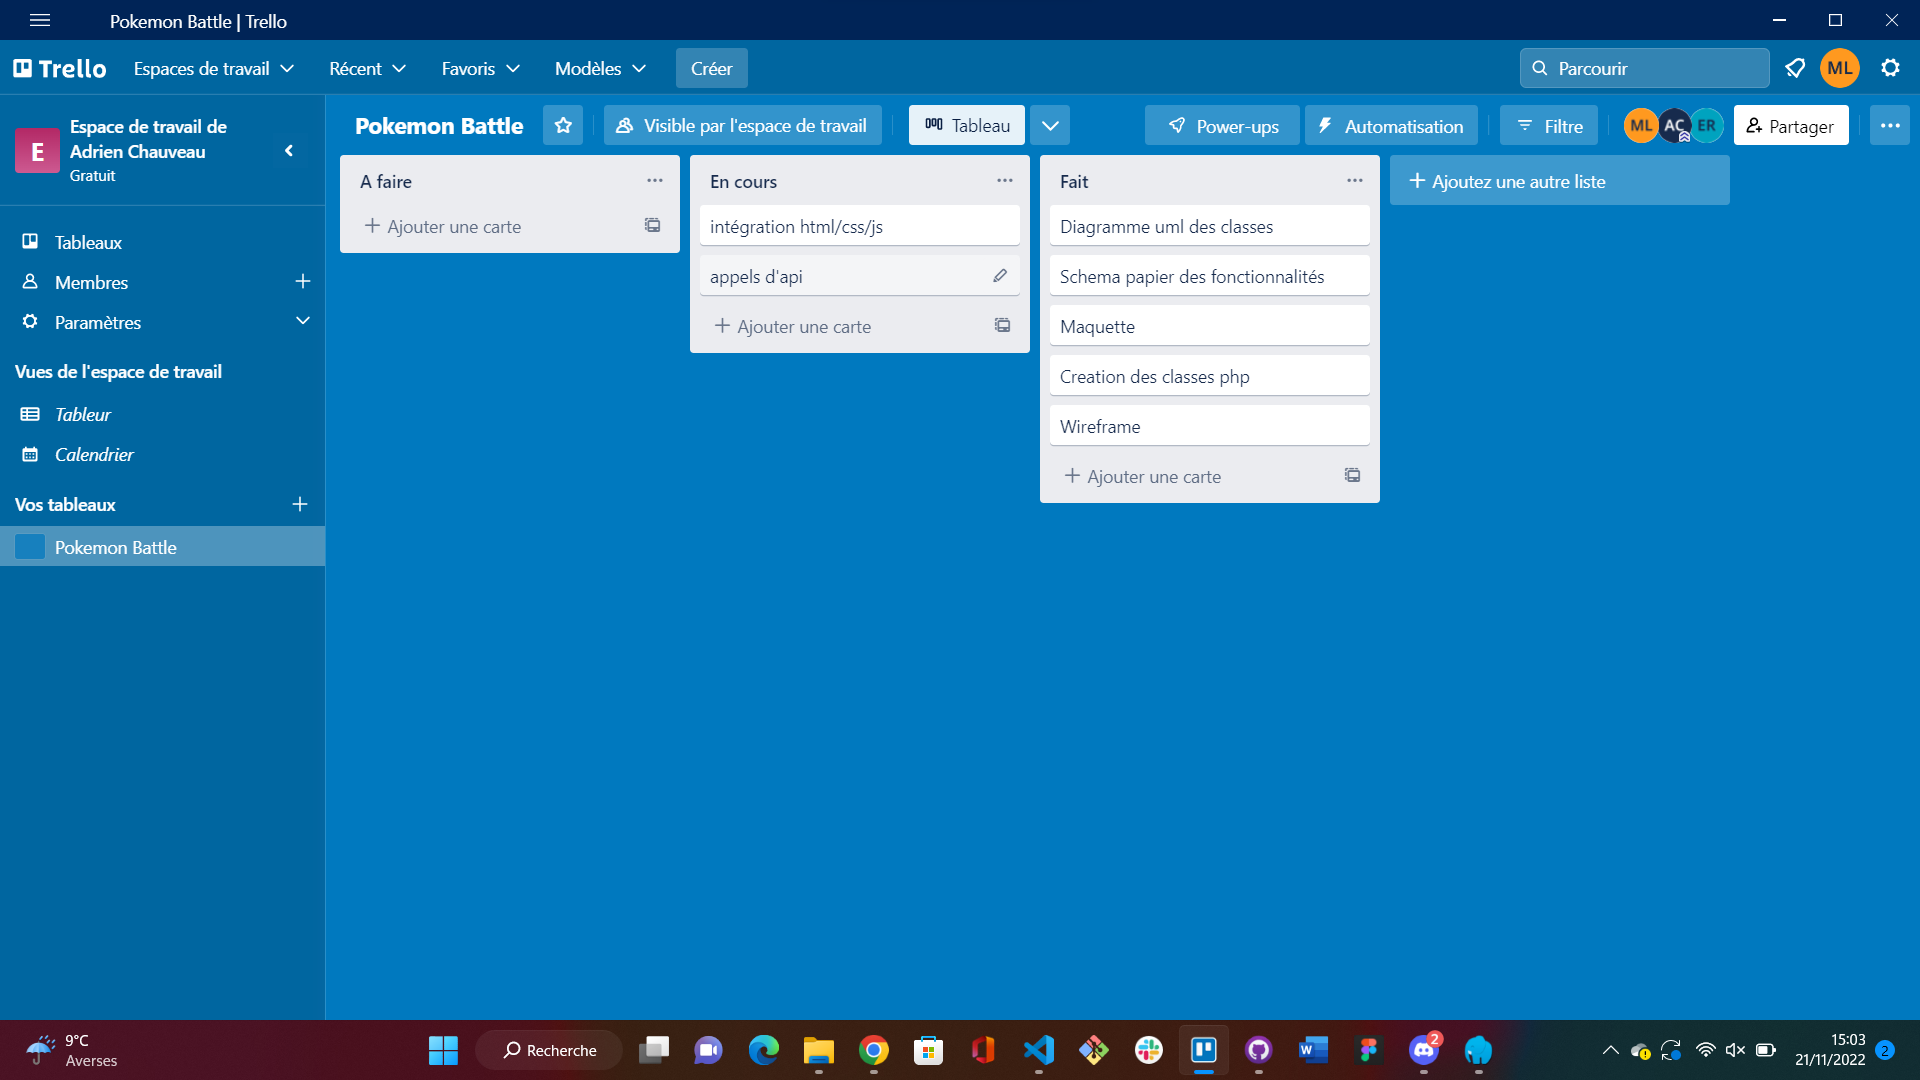 Pokemon Battle | Trello
Trello
Espaces de travail
Récent
Favoris
Modèles
Créer
Parcourir
ML
E
Espace de travail de
Adrien Chauveau
Gratuit
Pokemon Battle
Visible par l'espace de travail
Tableau
Power-ups
Automatisation
Filtre
ML
AC
ER
Partager
Tableaux
Membres
Paramètres
Vues de l'espace de travail
Tableur
Calendrier
Vos tableaux
Pokemon Battle
A faire
Ajouter une carte
En cours
intégration html/css/js
appels d'api
Ajouter une carte
Fait
Diagramme uml des classes
Schema papier des fonctionnalités
Maquette
Creation des classes php
Wireframe
Ajouter une carte
Ajoutez une autre liste
9°C
Averses
Recherche
W
2
15:03
21/11/2022
2